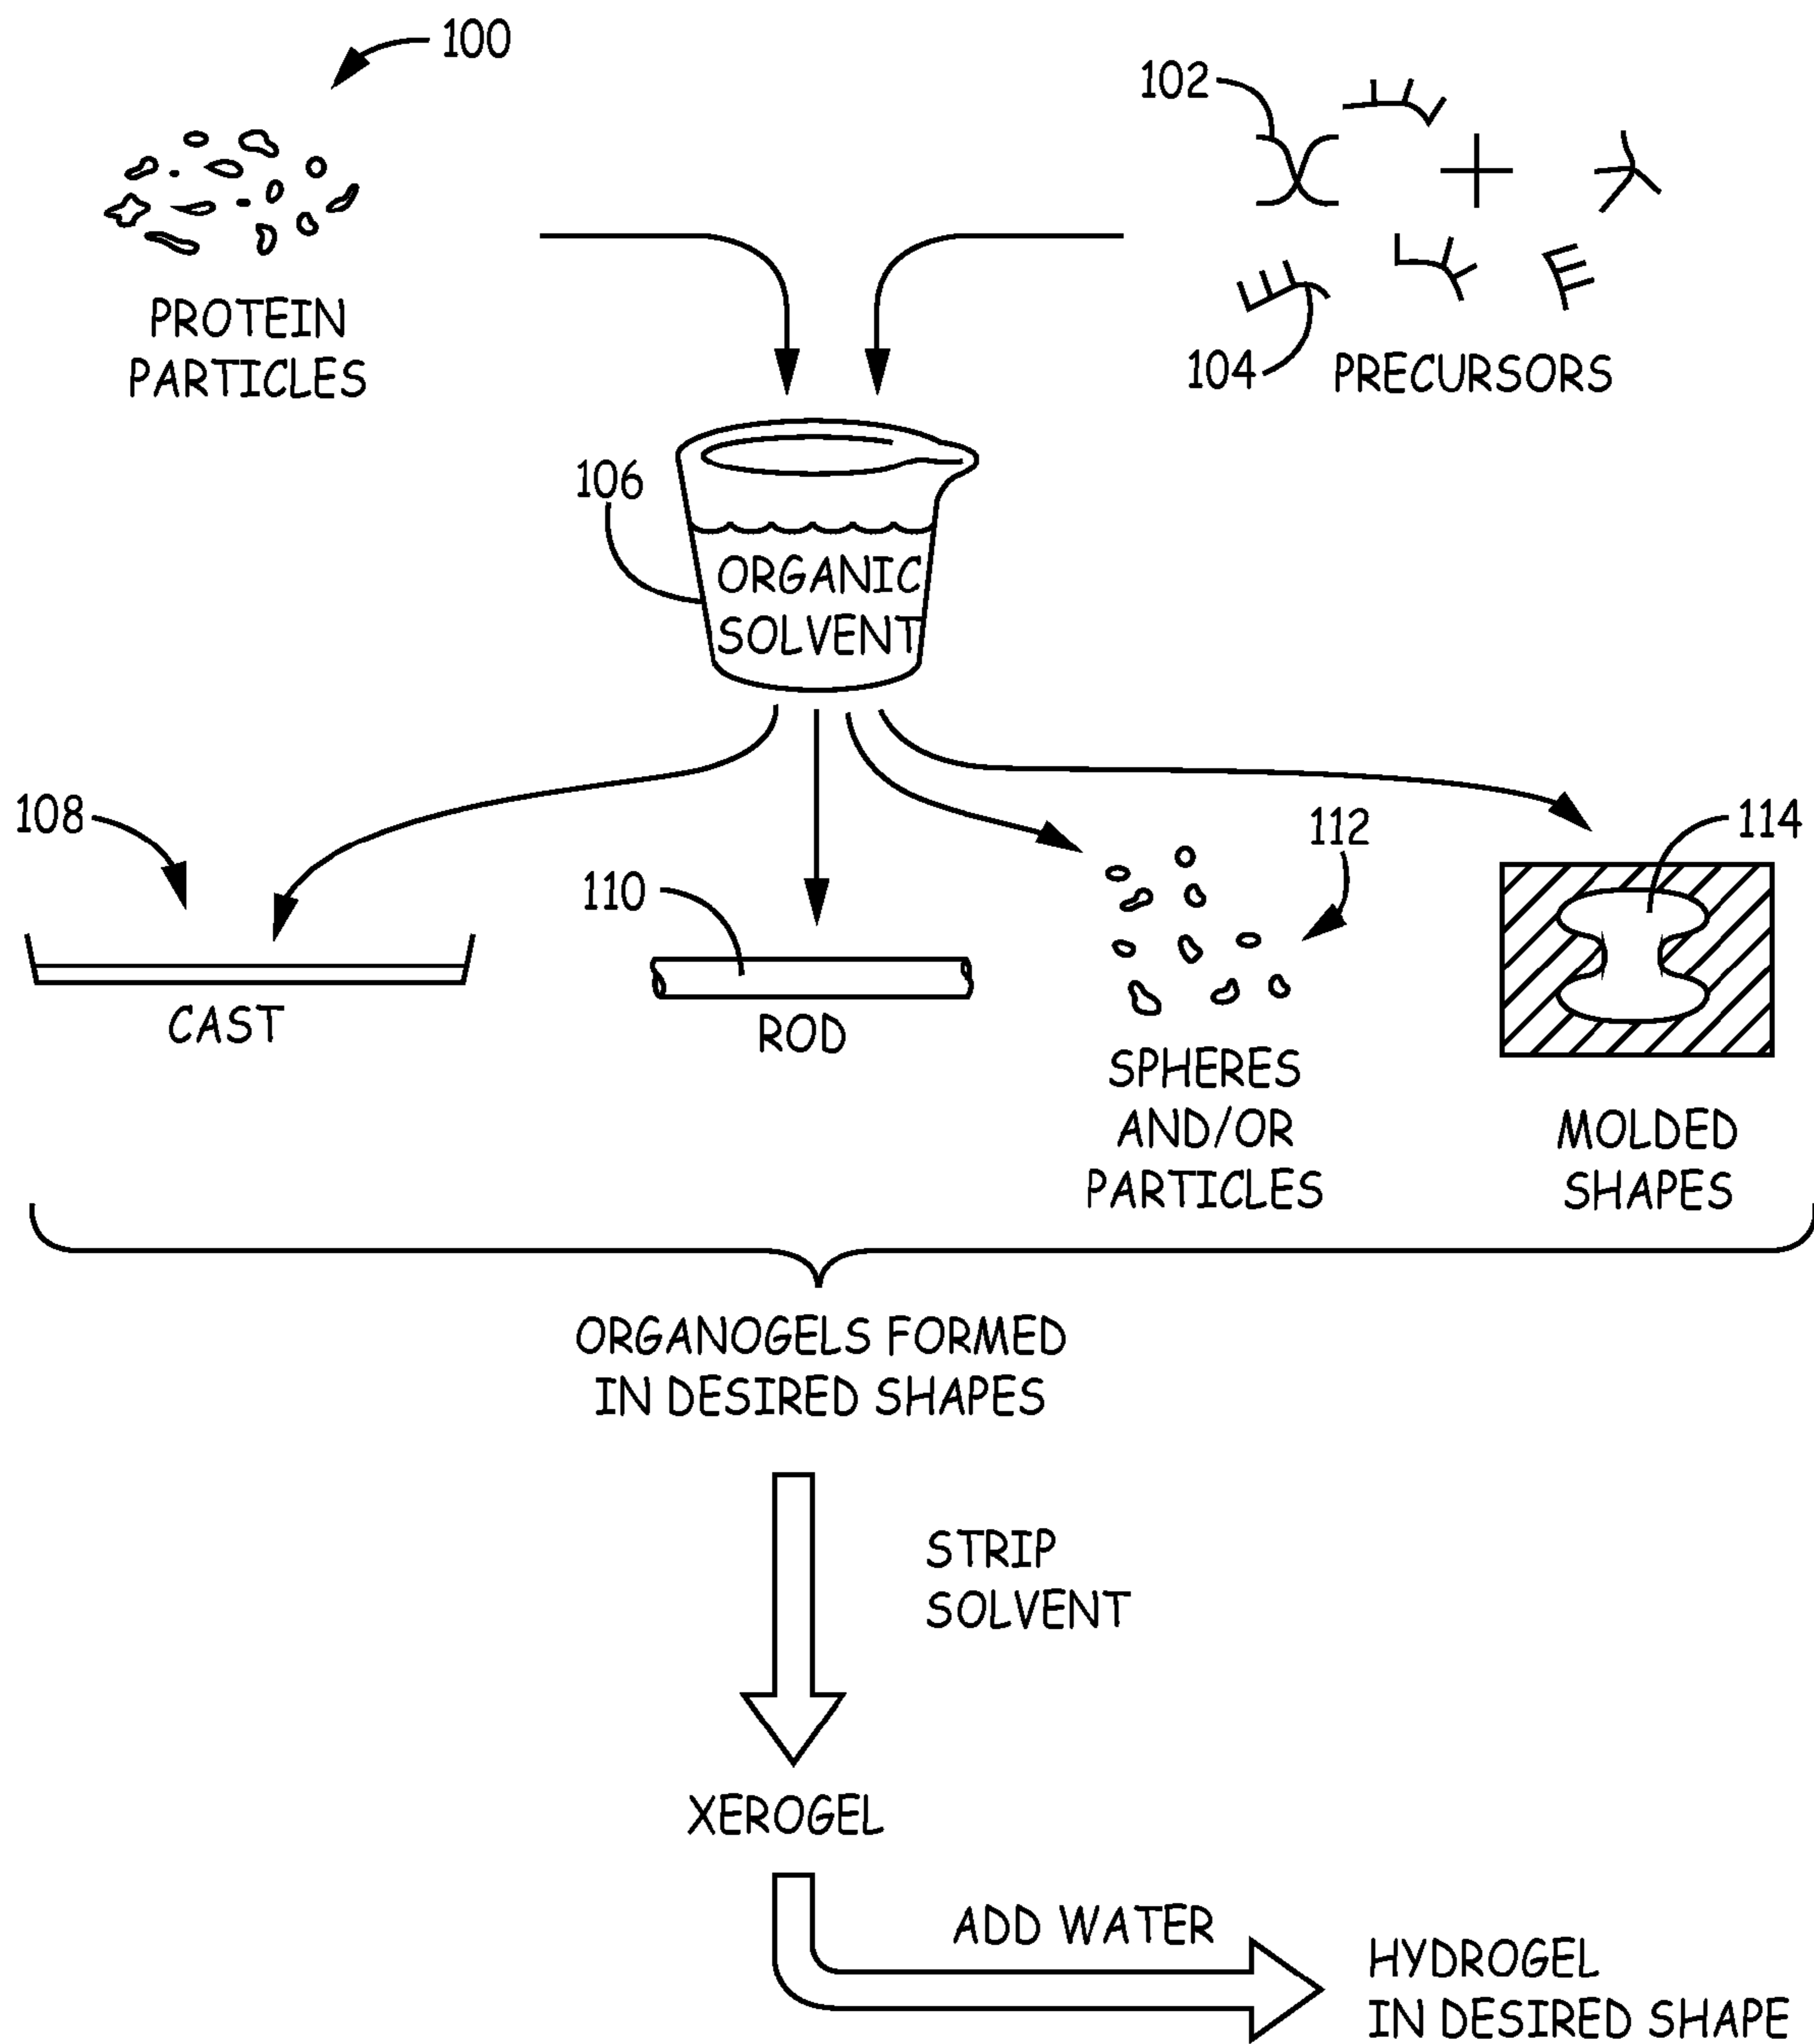 100
102
PROTEIN
PARTICLES
104
PRECURSORS
106
ORGANIC
SOLVENT
108
110
112
114
CAST
ROD
SPHERES
AND/OR
PARTICLES
MOLDED
SHAPES
ORGANOGELS FORMED
IN DESIRED SHAPES
STRIP
SOLVENT
XEROGEL
ADD WATER
HYDROGEL
IN DESIRED SHAPE